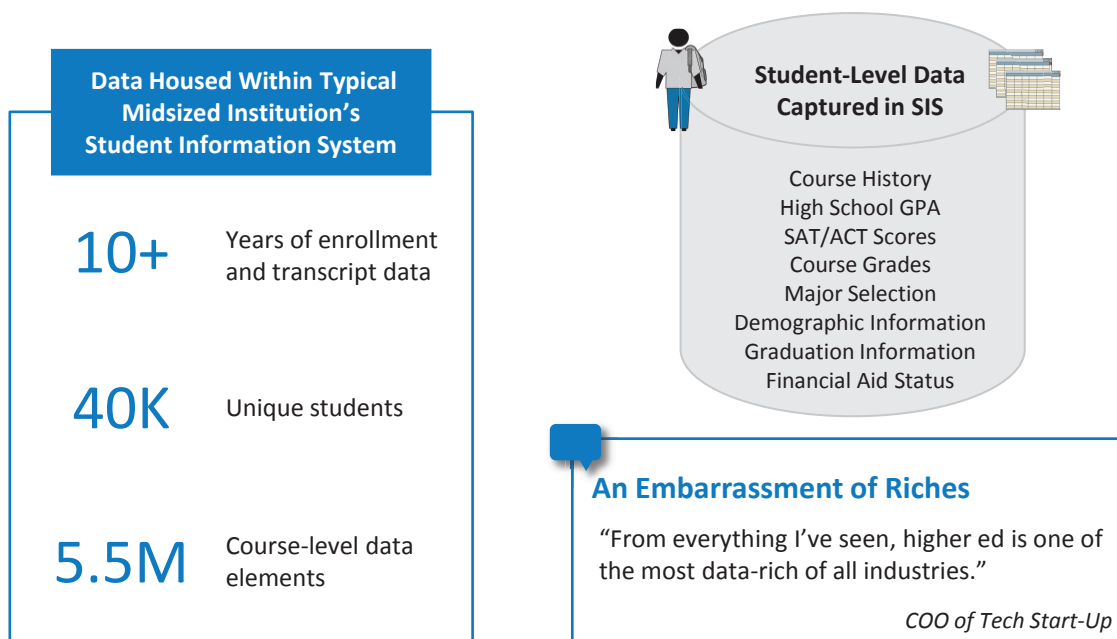 Data Housed Within Typical
Midsized Institution’s
Student Information System
10+
Years of enrollment
and transcript data
40K
Unique students
5.5M
Course-level data
elements
Student-Level Data
Captured in SIS
Course History
High School GPA
SAT/ACT Scores
Course Grades
Major Selection
Demographic Information
Graduation Information
Financial Aid Status
An Embarrassment of Riches
“From everything I’ve seen, higher ed is one of
the most data-rich of all industries.”
COO of Tech Start-Up